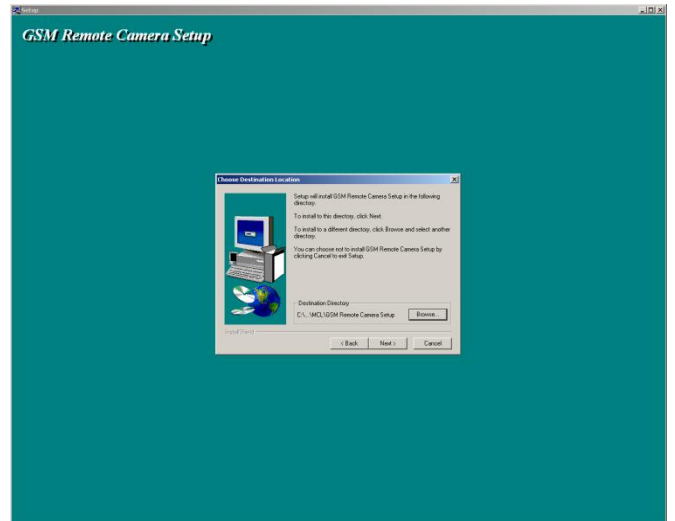 Setup
GSM Remote Camera Setup
Choose Destination Location
Setup will install GSM Remote Camera Setup in the following
directory.
To install to this directory, click Next.
To install to a different directory, click Browse and select another
directory.
You can choose not to install GSM Remote Camera Setup by
clicking Cancel to exit Setup.
Destination Directory
C:\...\MCL\GSM Remote Camera Setup
Browse...
InstallShield
< Back
Next >
Cancel